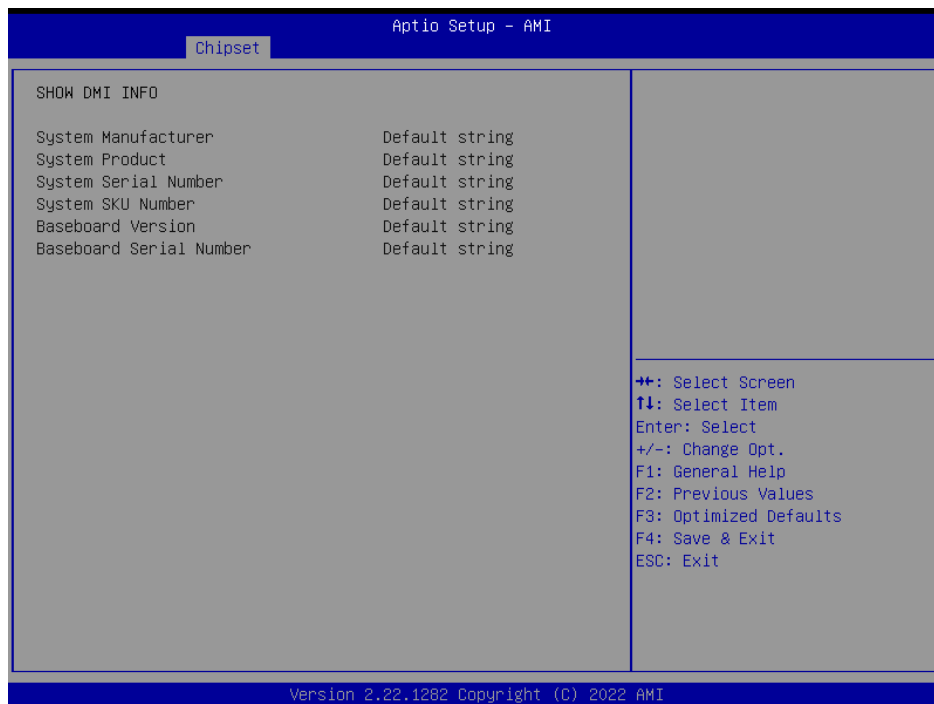 Aptio Setup – AMI
Chipset
SHOW DMI INFO
System Manufacturer Default string
System Product Default string
System Serial Number Default string
System SKU Number Default string
Baseboard Version Default string
Baseboard Serial Number Default string
→←: Select Screen
↑↓: Select Item
Enter: Select
+/-: Change Opt.
F1: General Help
F2: Previous Values
F3: Optimized Defaults
F4: Save & Exit
ESC: Exit
Version 2.22.1282 Copyright (C) 2022 AMI